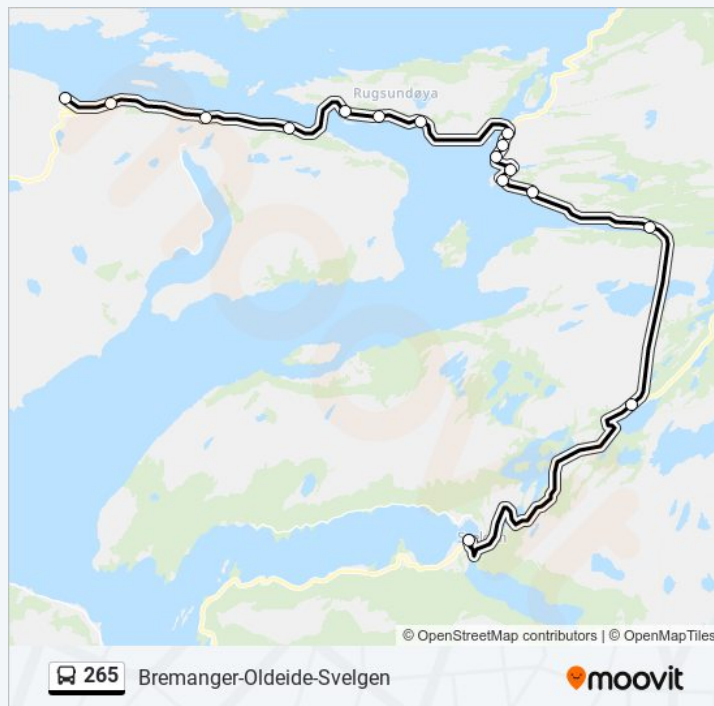 Rugsundøya
© OpenStreetMap contributors | © OpenMapTiles
265 Bremanger-Oldeide-Svelgen
moovit